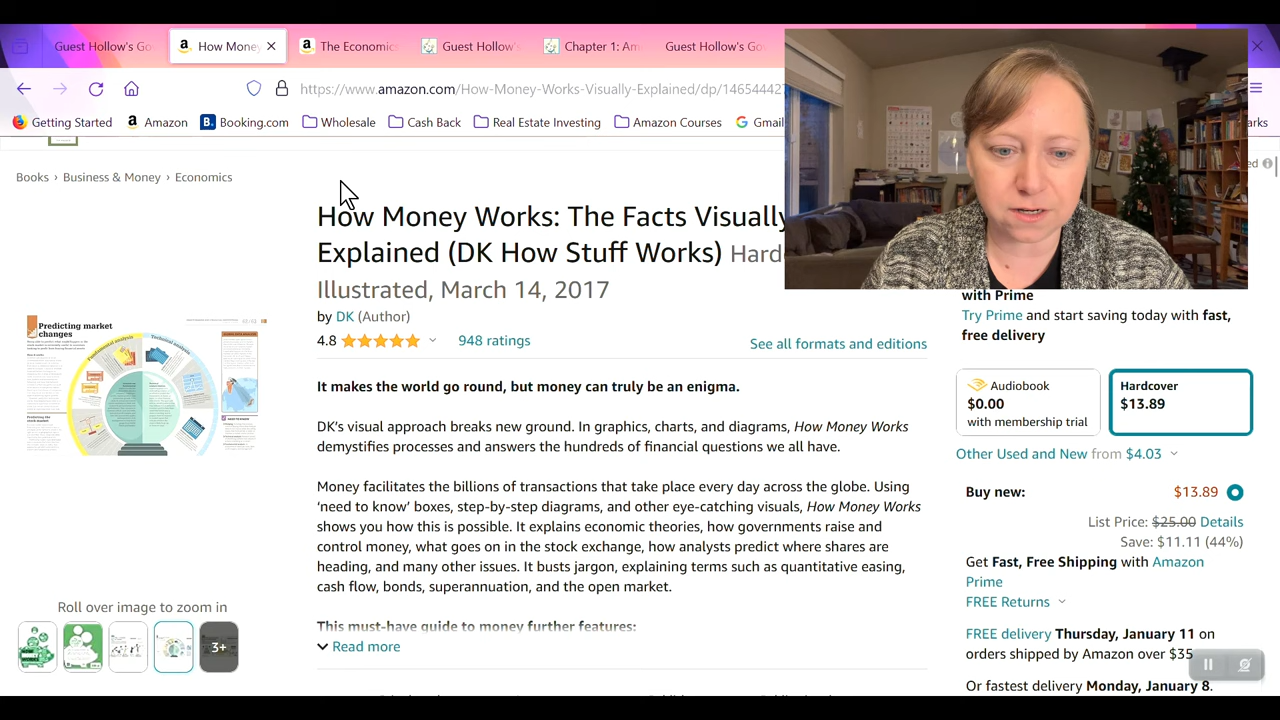 Guest Hollow's Go
How Money
The Economics
Guest Hollow's
Chapter 1: Am
Guest Hollow's Go
https://www.amazon.com/How-Money-Works-Visually-Explained/dp/146544427
Getting Started
Amazon
Booking.com
Wholesale
Cash Back
Real Estate Investing
Amazon Courses
Gmail
Books › Business & Money › Economics
How Money Works: The Facts Visually
Explained (DK How Stuff Works)
Illustrated, March 14, 2017
by DK (Author)
4.8
948 ratings
See all formats and editions
It makes the world go round, but money can truly be an enigma.
DK's visual approach breaks new ground. In graphics, charts, and diagrams, How Money Works
demystifies processes and answers the hundreds of financial questions we all have.
Money facilitates the billions of transactions that take place every day across the globe. Using
'need to know' boxes, step-by-step diagrams, and other eye-catching visuals, How Money Works
shows you how this is possible. It explains economic theories, how governments raise and
control money, what goes on in the stock exchange, how analysts predict where shares are
heading, and many other issues. It busts jargon, explaining terms such as quantitative easing,
cash flow, bonds, superannuation, and the open market.
This must-have guide to money further features:
Read more
Predicting market
changes
Roll over image to zoom in
3+
with Prime
Try Prime and start saving today with fast,
free delivery
Audiobook
$0.00
with membership trial
Hardcover
$13.89
Other Used and New from $4.03
Buy new:
$13.89
List Price: $25.00 Details
Save: $11.11 (44%)
Get Fast, Free Shipping with Amazon
Prime
FREE Returns
FREE delivery Thursday, January 11 on
orders shipped by Amazon over $35
Or fastest delivery Monday, January 8.